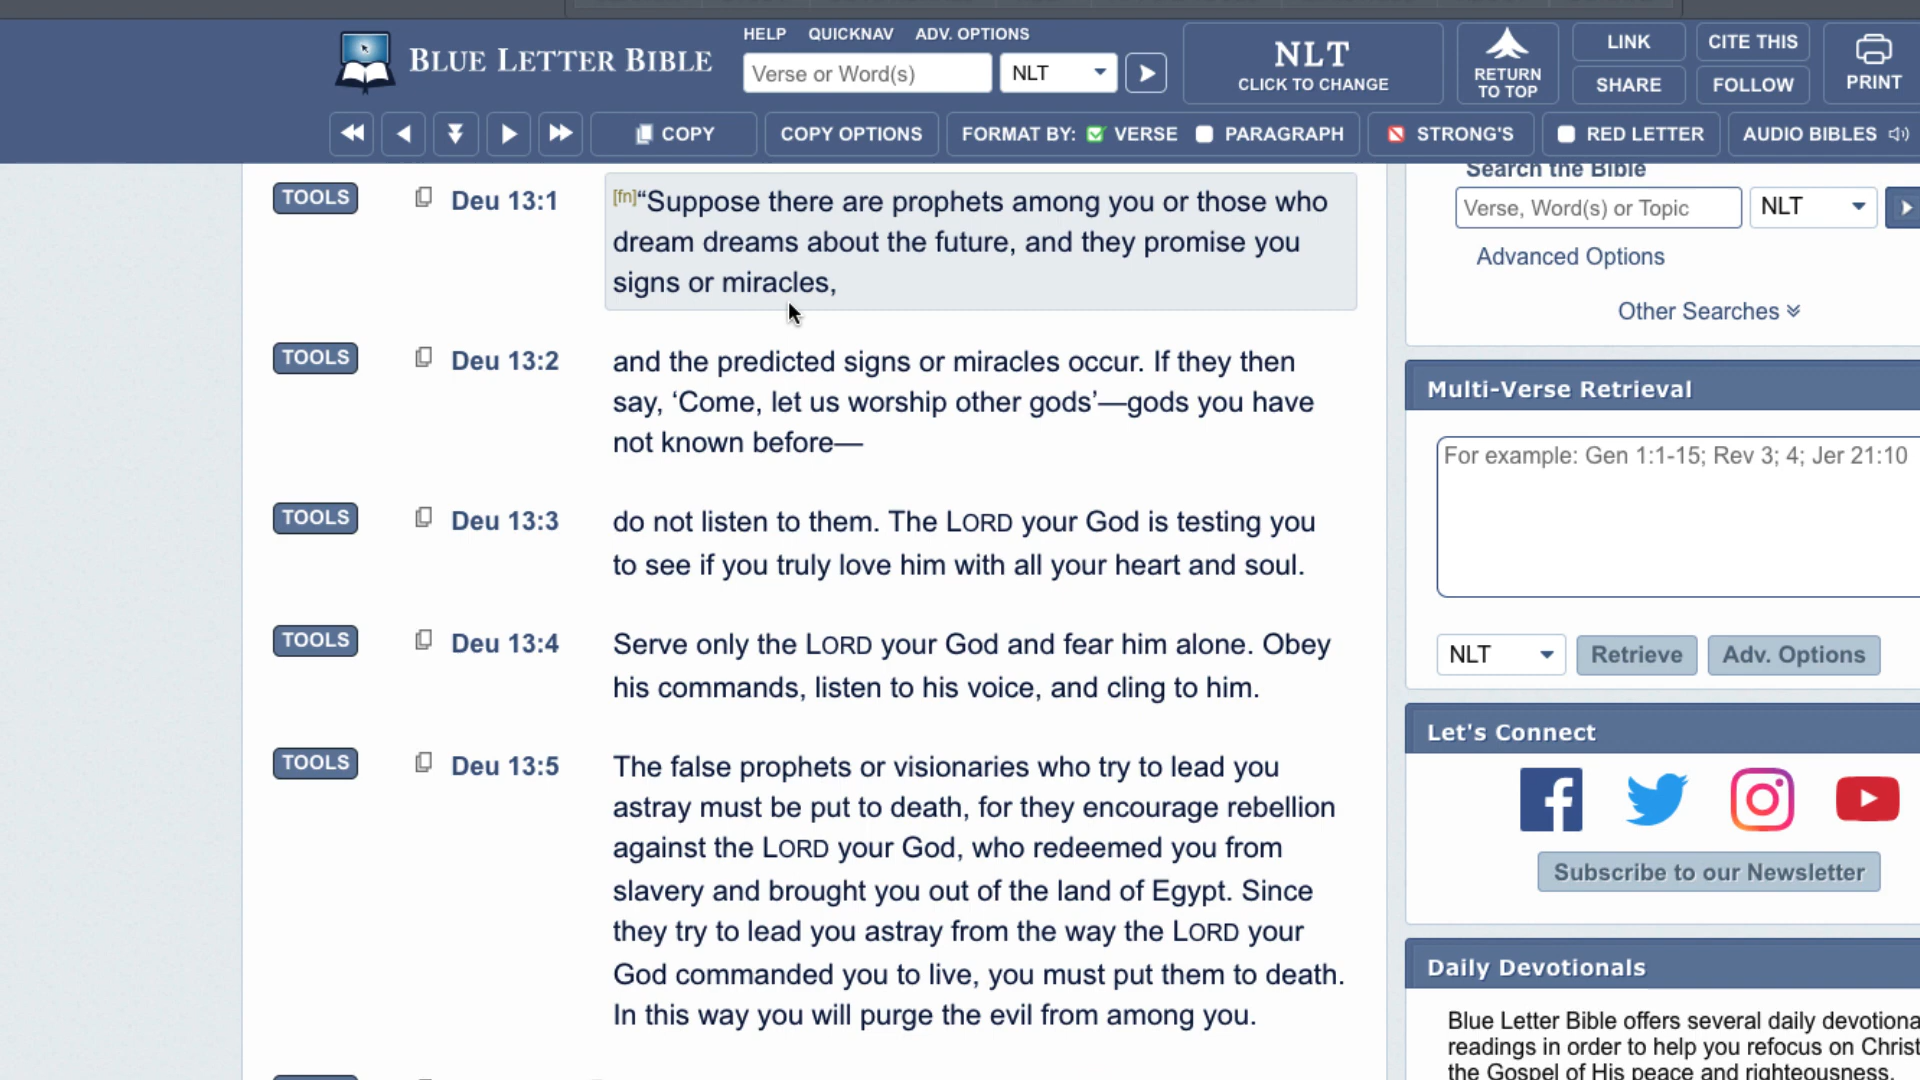 BLUE LETTER BIBLE
HELP QUICKNAV ADV. OPTIONS
Verse or Word(s)
NLT
NLT
CLICK TO CHANGE
RETURN
TO TOP
LINK
CITE THIS
SHARE
FOLLOW
PRINT
COPY
COPY OPTIONS
FORMAT BY: VERSE PARAGRAPH
STRONG'S
RED LETTER
AUDIO BIBLES
TOOLS
Deu 13:1
[fn]“Suppose there are prophets among you or those who
dream dreams about the future, and they promise you
signs or miracles,
TOOLS
Deu 13:2
and the predicted signs or miracles occur. If they then
say, ‘Come, let us worship other gods’—gods you have
not known before—
TOOLS
Deu 13:3
do not listen to them. The LORD your God is testing you
to see if you truly love him with all your heart and soul.
TOOLS
Deu 13:4
Serve only the LORD your God and fear him alone. Obey
his commands, listen to his voice, and cling to him.
TOOLS
Deu 13:5
The false prophets or visionaries who try to lead you
astray must be put to death, for they encourage rebellion
against the LORD your God, who redeemed you from
slavery and brought you out of the land of Egypt. Since
they try to lead you astray from the way the LORD your
God commanded you to live, you must put them to death.
In this way you will purge the evil from among you.
Search the Bible
Verse, Word(s) or Topic
NLT
Advanced Options
Other Searches
Multi-Verse Retrieval
For example: Gen 1:1-15; Rev 3; 4; Jer 21:10
NLT
Retrieve
Adv. Options
Let's Connect
Subscribe to our Newsletter
Daily Devotionals
Blue Letter Bible offers several daily devotiona
readings in order to help you refocus on Christ
the Gospel of His peace and righteousness.